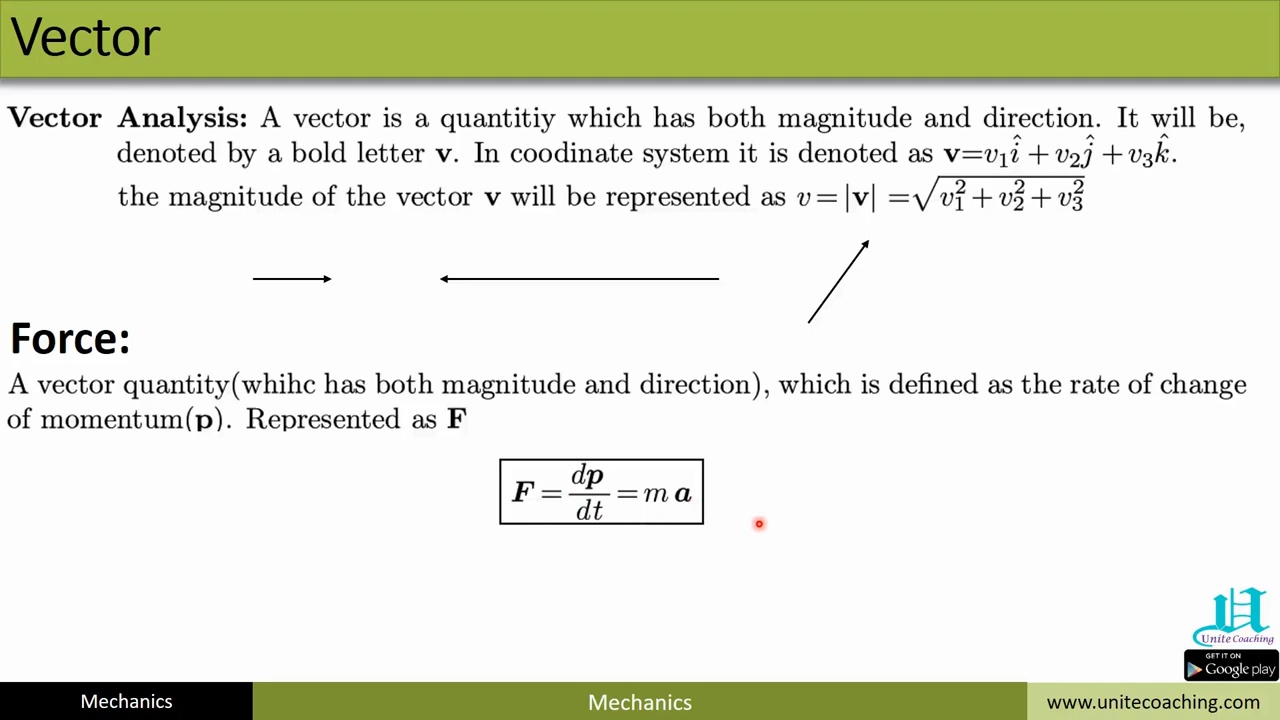 Vector
Vector Analysis: A vector is a quantitiy which has both magnitude and direction. It will be,
denoted by a bold letter v. In coodinate system it is denoted as v=v₁î + v₂ĵ + v₃k̂.
the magnitude of the vector v will be represented as v = |v| = √(v₁² + v₂² + v₃²)
Force:
A vector quantity(whihc has both magnitude and direction), which is defined as the rate of change
of momentum(p). Represented as F
F = dp/dt = m a
Unite Coaching
GET IT ON
Google play
Mechanics
Mechanics
www.unitecoaching.com